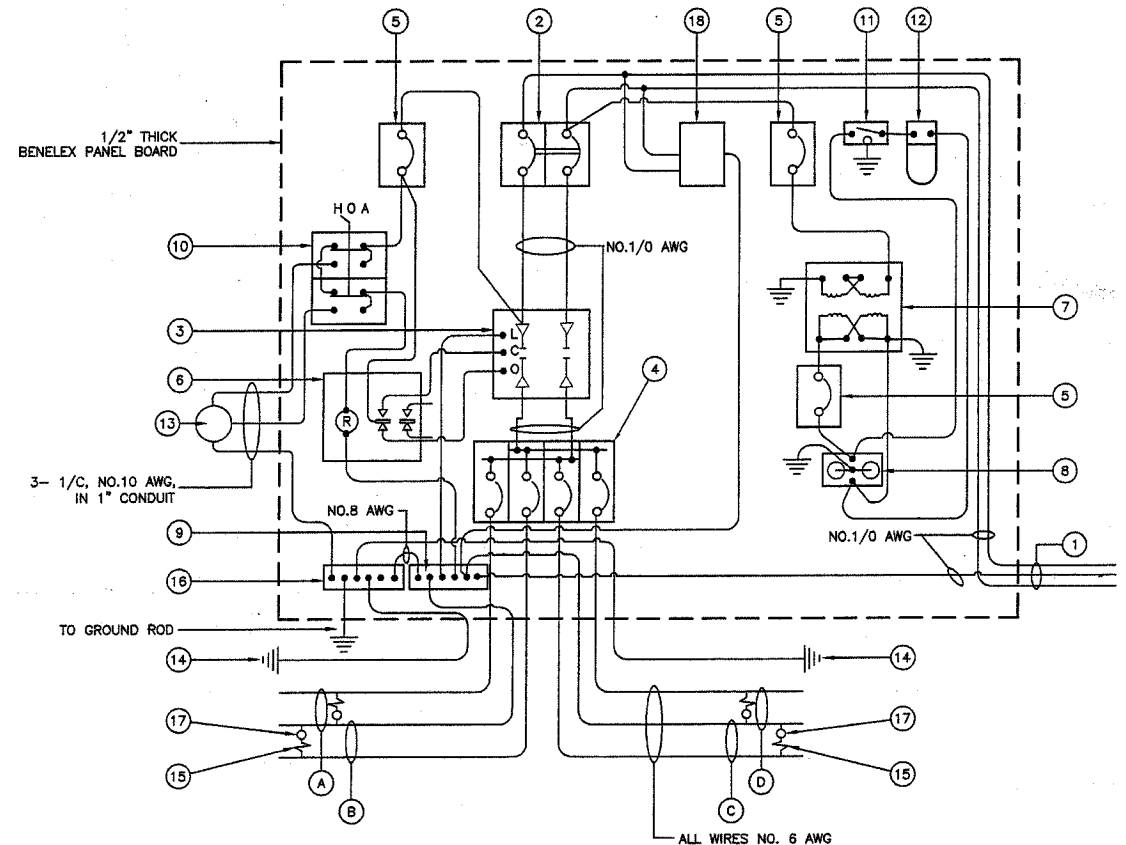 5
2
18
5
11
12
1/2" THICK
BENELEX PANEL BOARD
H O A
10
NO.1/0 AWG
7
3
L
C
O
6
4
13
R
5
3- 1/C, NO.10 AWG,
IN 1" CONDUIT
8
NO.8 AWG
9
NO.1/0 AWG
1
16
TO GROUND ROD
14
14
17
17
15
15
A
B
C
D
ALL WIRES NO. 6 AWG